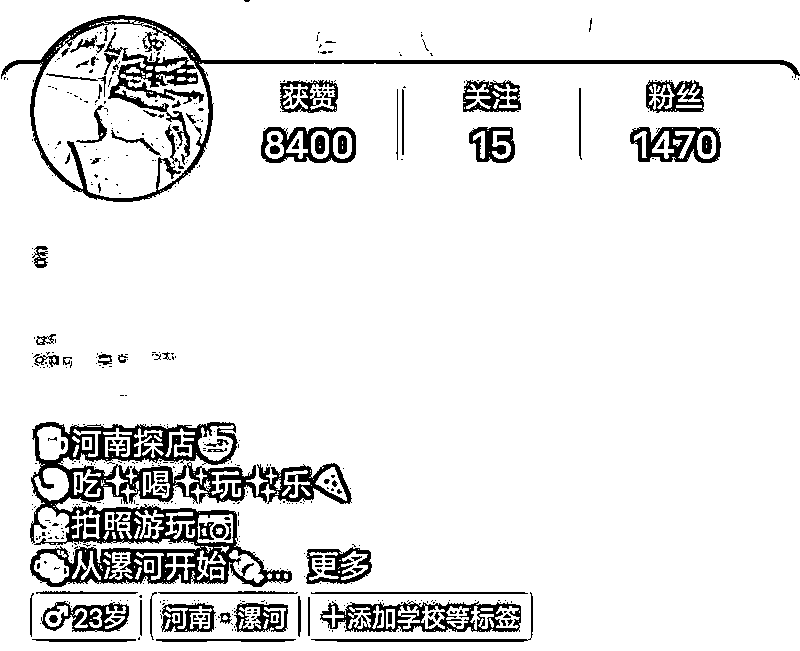 获赞 关注 粉丝
8400 15 1470
河南探店
吃喝玩乐
拍照游玩
从漯河开始... 更多
♂23岁 河南·漯河 +添加学校等标签